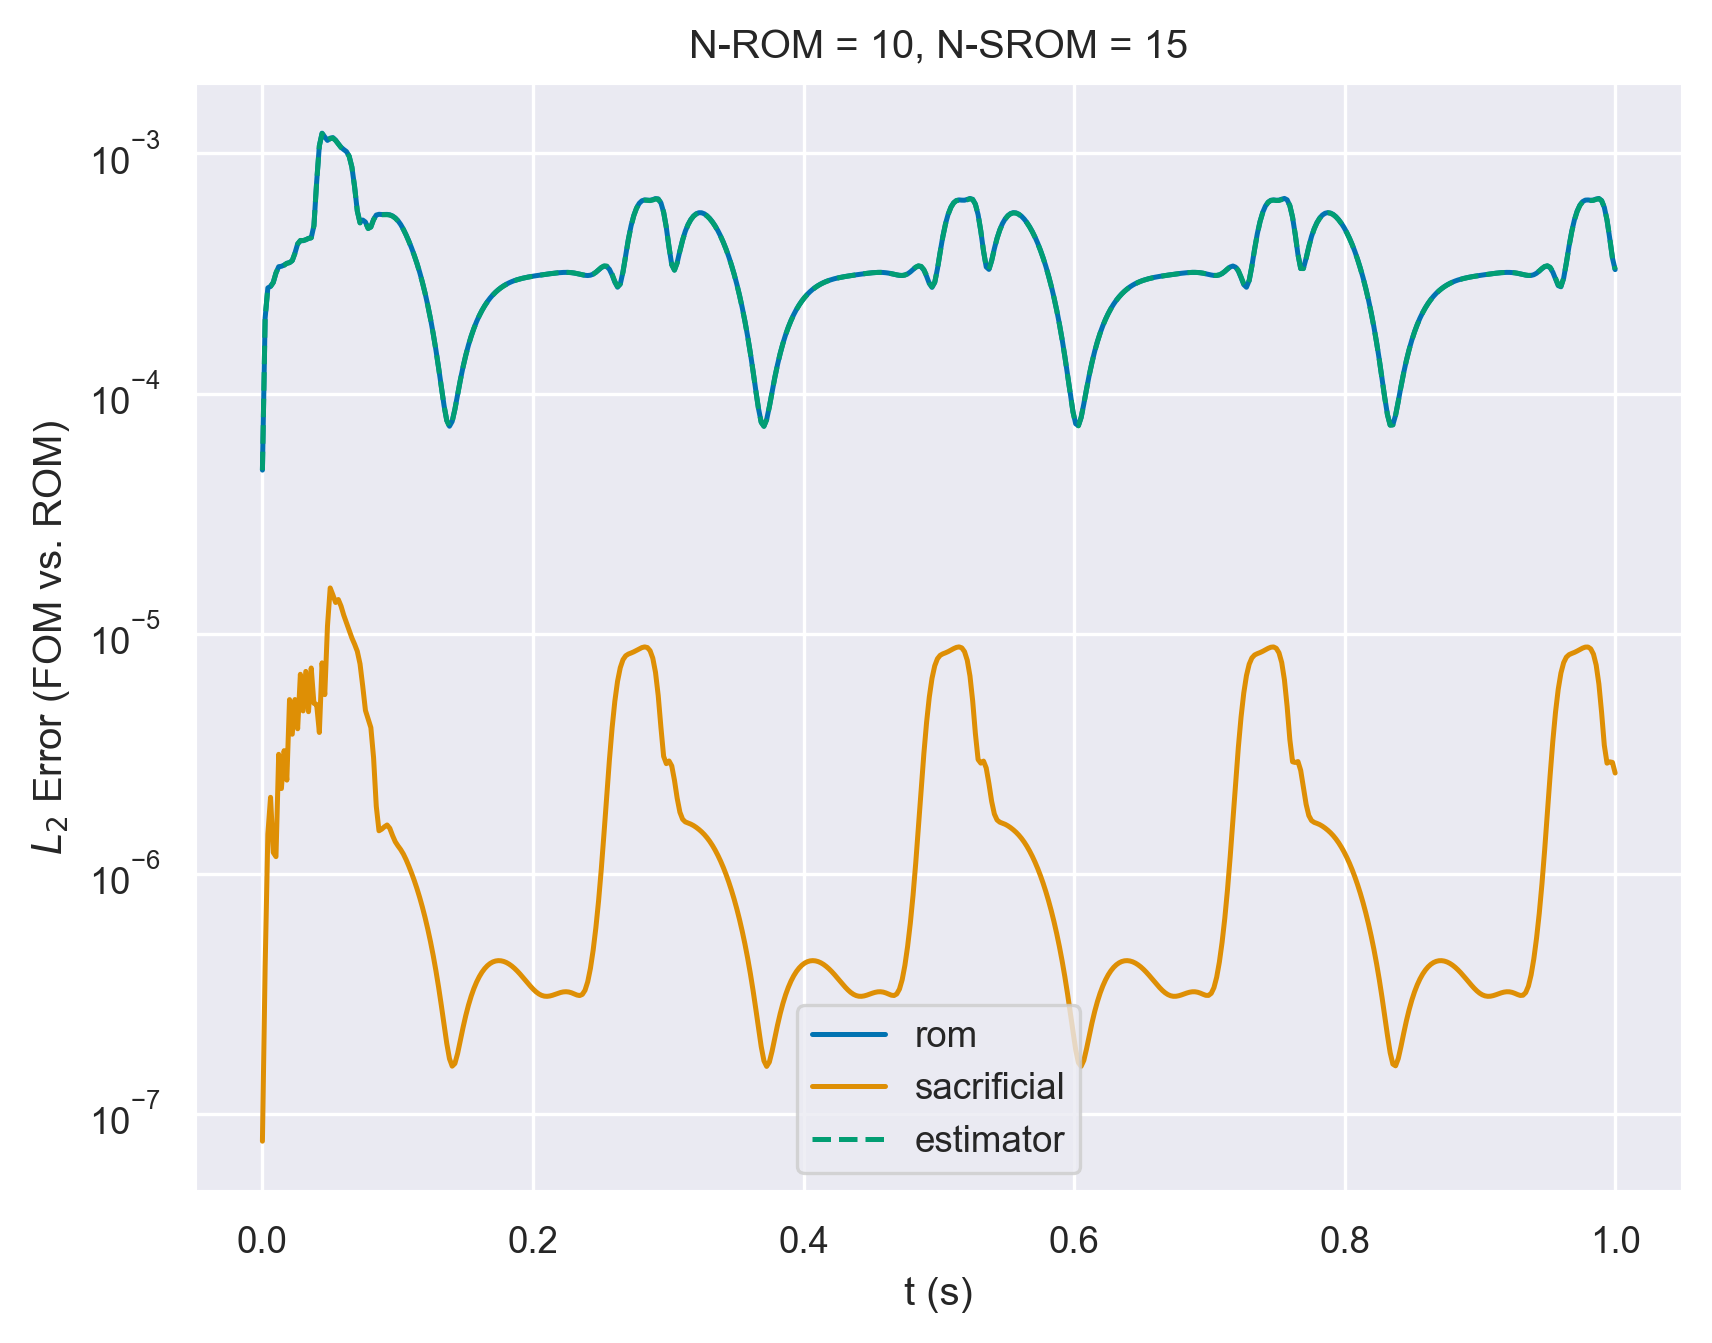 N-ROM = 10, N-SROM = 15
L₂ Error (FOM vs. ROM)
10⁻³
10⁻⁴
10⁻⁵
10⁻⁶
10⁻⁷
rom
sacrificial
estimator
0.0 0.2 0.4 0.6 0.8 1.0
t (s)